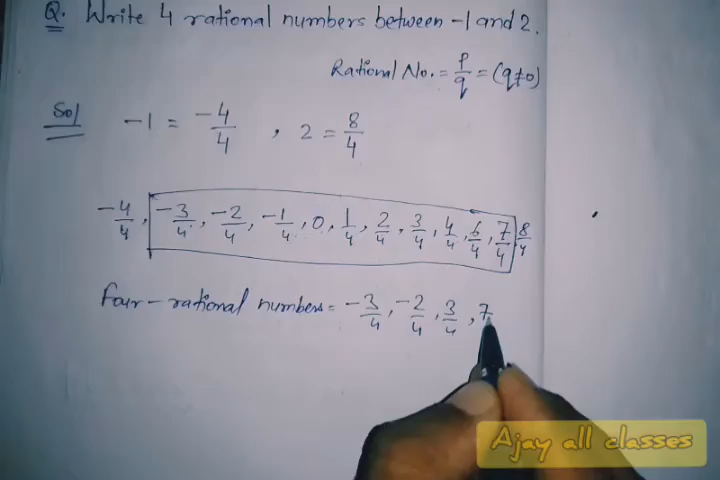 Q. Write 4 rational numbers between -1 and 2.
Rational No. = p/q = (q≠0)
Sol
-1 = -4/4 , 2 = 8/4
-4/4, -3/4, -2/4, -1/4, 0, 1/4, 2/4, 3/4, 4/4, 6/4, 7/4 8/4
four - rational numbers = -3/4, -2/4, 3/4, 7
Ajay all classes